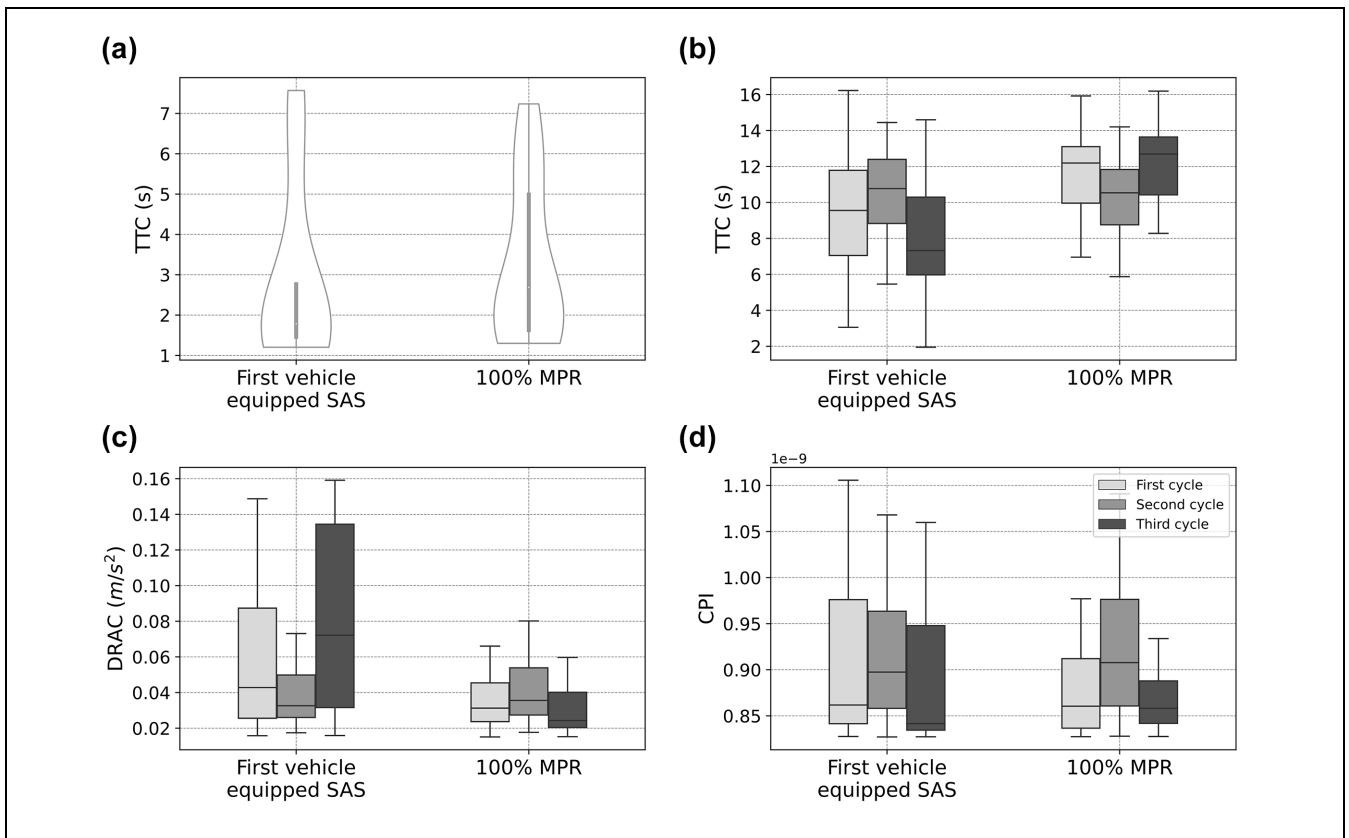 (a)
(b)
7
6
5
4
3
2
1
TTC (s)
First vehicle
equipped SAS
100% MPR
16
14
12
10
8
6
4
2
TTC (s)
First vehicle
equipped SAS
100% MPR
(c)
(d)
0.16
0.14
0.12
0.10
0.08
0.06
0.04
0.02
DRAC (m/s²)
First vehicle
equipped SAS
100% MPR
1e−9
1.10
1.05
1.00
0.95
0.90
0.85
CPI
First cycle
Second cycle
Third cycle
First vehicle
equipped SAS
100% MPR